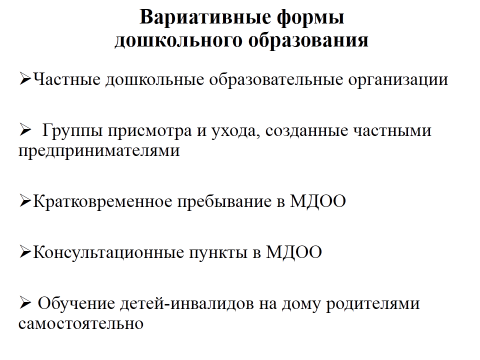 Вариативные формы
дошкольного образования
➢Частные дошкольные образовательные организации
➢ Группы присмотра и ухода, созданные частными
предпринимателями
➢Кратковременное пребывание в МДОО
➢Консультационные пункты в МДОО
➢ Обучение детей-инвалидов на дому родителями
самостоятельно